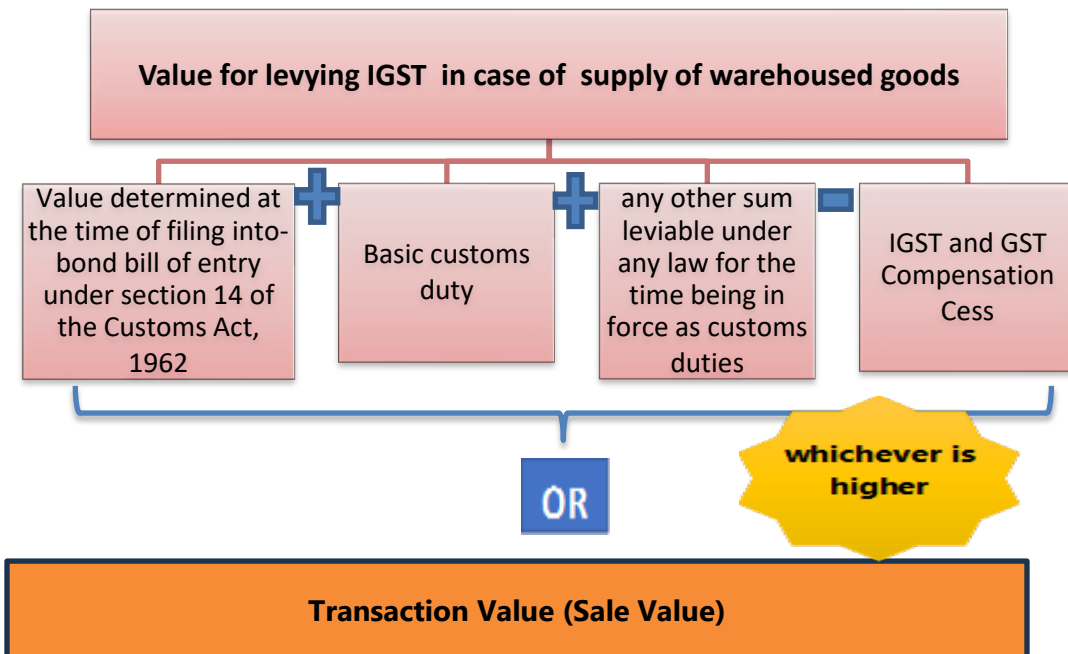 Value for levying IGST in case of supply of warehoused goods
Value determined at
the time of filing into-
bond bill of entry
under section 14 of
the Customs Act,
1962
Basic customs
duty
any other sum
leviable under
any law for the
time being in
force as customs
duties
IGST and GST
Compensation
Cess
whichever is
higher
OR
Transaction Value (Sale Value)